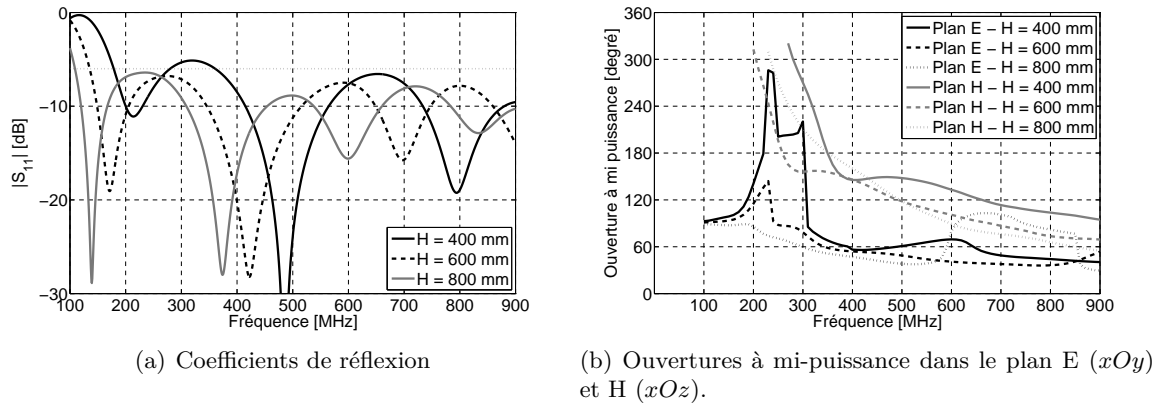 0
−10
−20
−30
|S11| [dB]
100 200 300 400 500 600 700 800 900
Fréquence [MHz]
H = 400 mm
H = 600 mm
H = 800 mm
(a) Coefficients de réflexion
360
300
240
180
120
60
0
Ouverture à mi puissance [degré]
100 200 300 400 500 600 700 800 900
Fréquence [MHz]
Plan E − H = 400 mm
Plan E − H = 600 mm
Plan E − H = 800 mm
Plan H − H = 400 mm
Plan H − H = 600 mm
Plan H − H = 800 mm
(b) Ouvertures à mi-puissance dans le plan E (xOy)
et H (xOz).